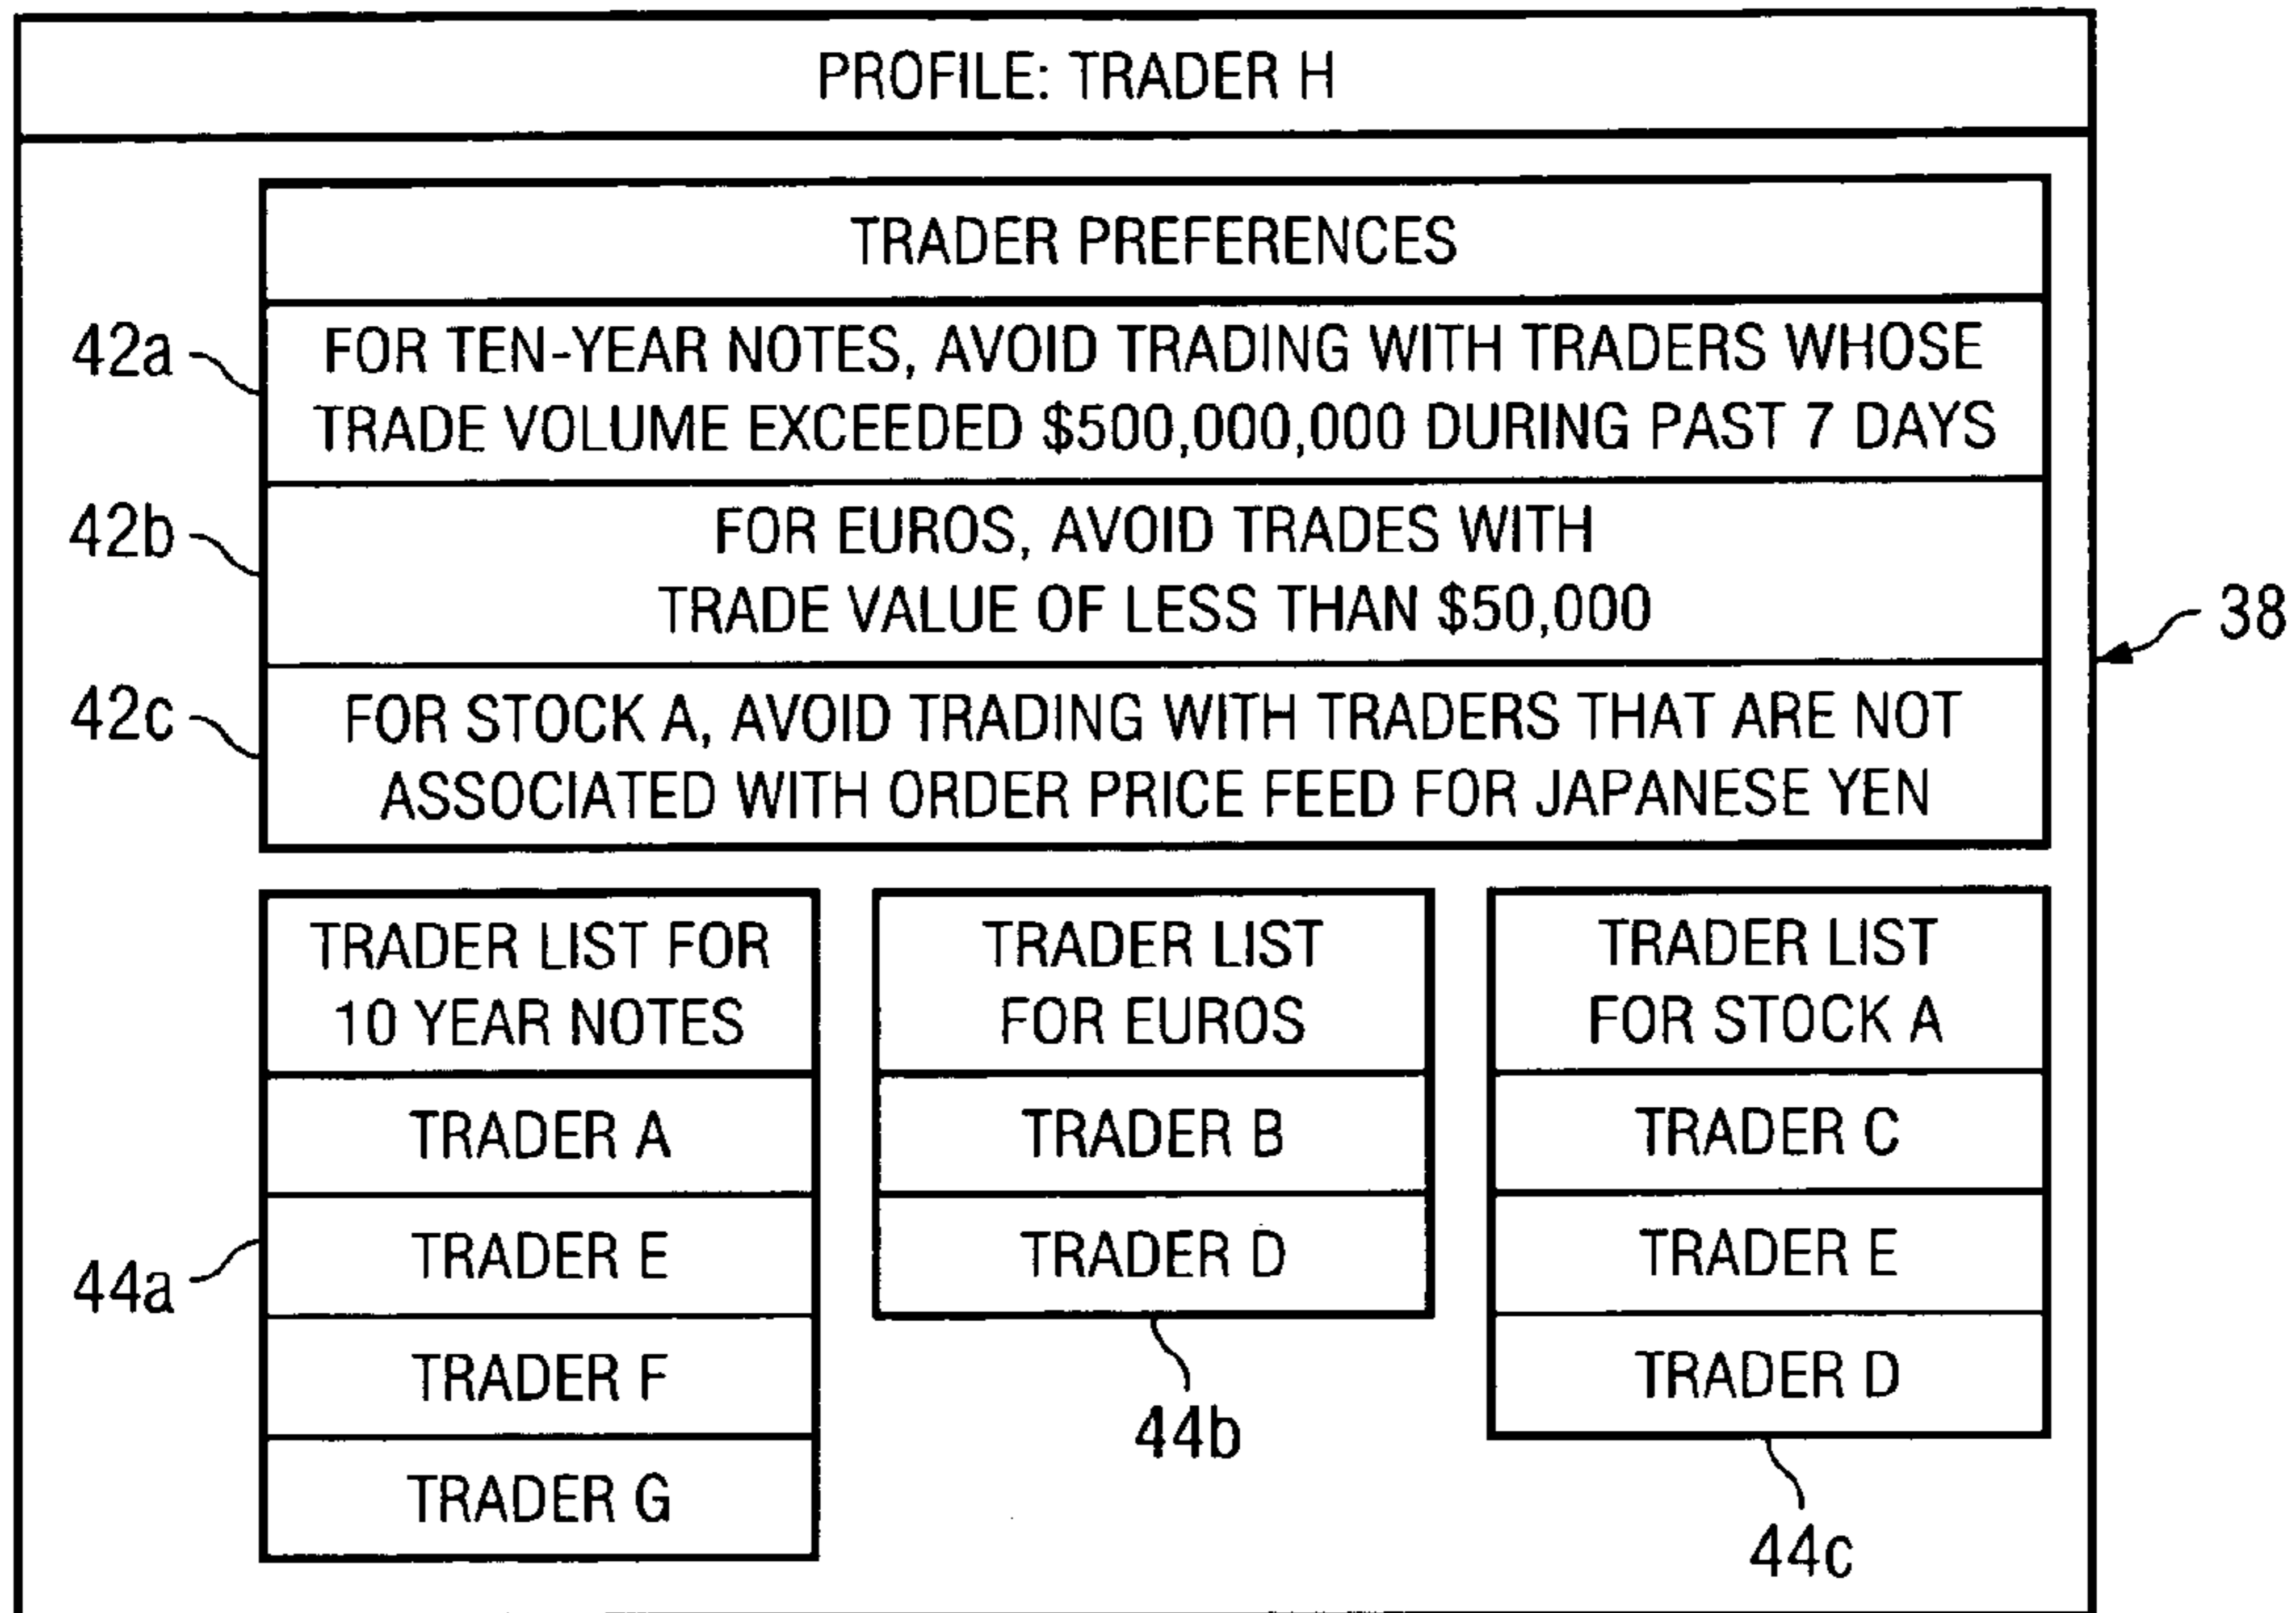 PROFILE: TRADER H
TRADER PREFERENCES
42a
FOR TEN-YEAR NOTES, AVOID TRADING WITH TRADERS WHOSE
TRADE VOLUME EXCEEDED $500,000,000 DURING PAST 7 DAYS
42b
FOR EUROS, AVOID TRADES WITH
TRADE VALUE OF LESS THAN $50,000
38
42c
FOR STOCK A, AVOID TRADING WITH TRADERS THAT ARE NOT
ASSOCIATED WITH ORDER PRICE FEED FOR JAPANESE YEN
TRADER LIST FOR
10 YEAR NOTES
TRADER A
TRADER E
TRADER F
TRADER G
44a
TRADER LIST
FOR EUROS
TRADER B
TRADER D
44b
TRADER LIST
FOR STOCK A
TRADER C
TRADER E
TRADER D
44c